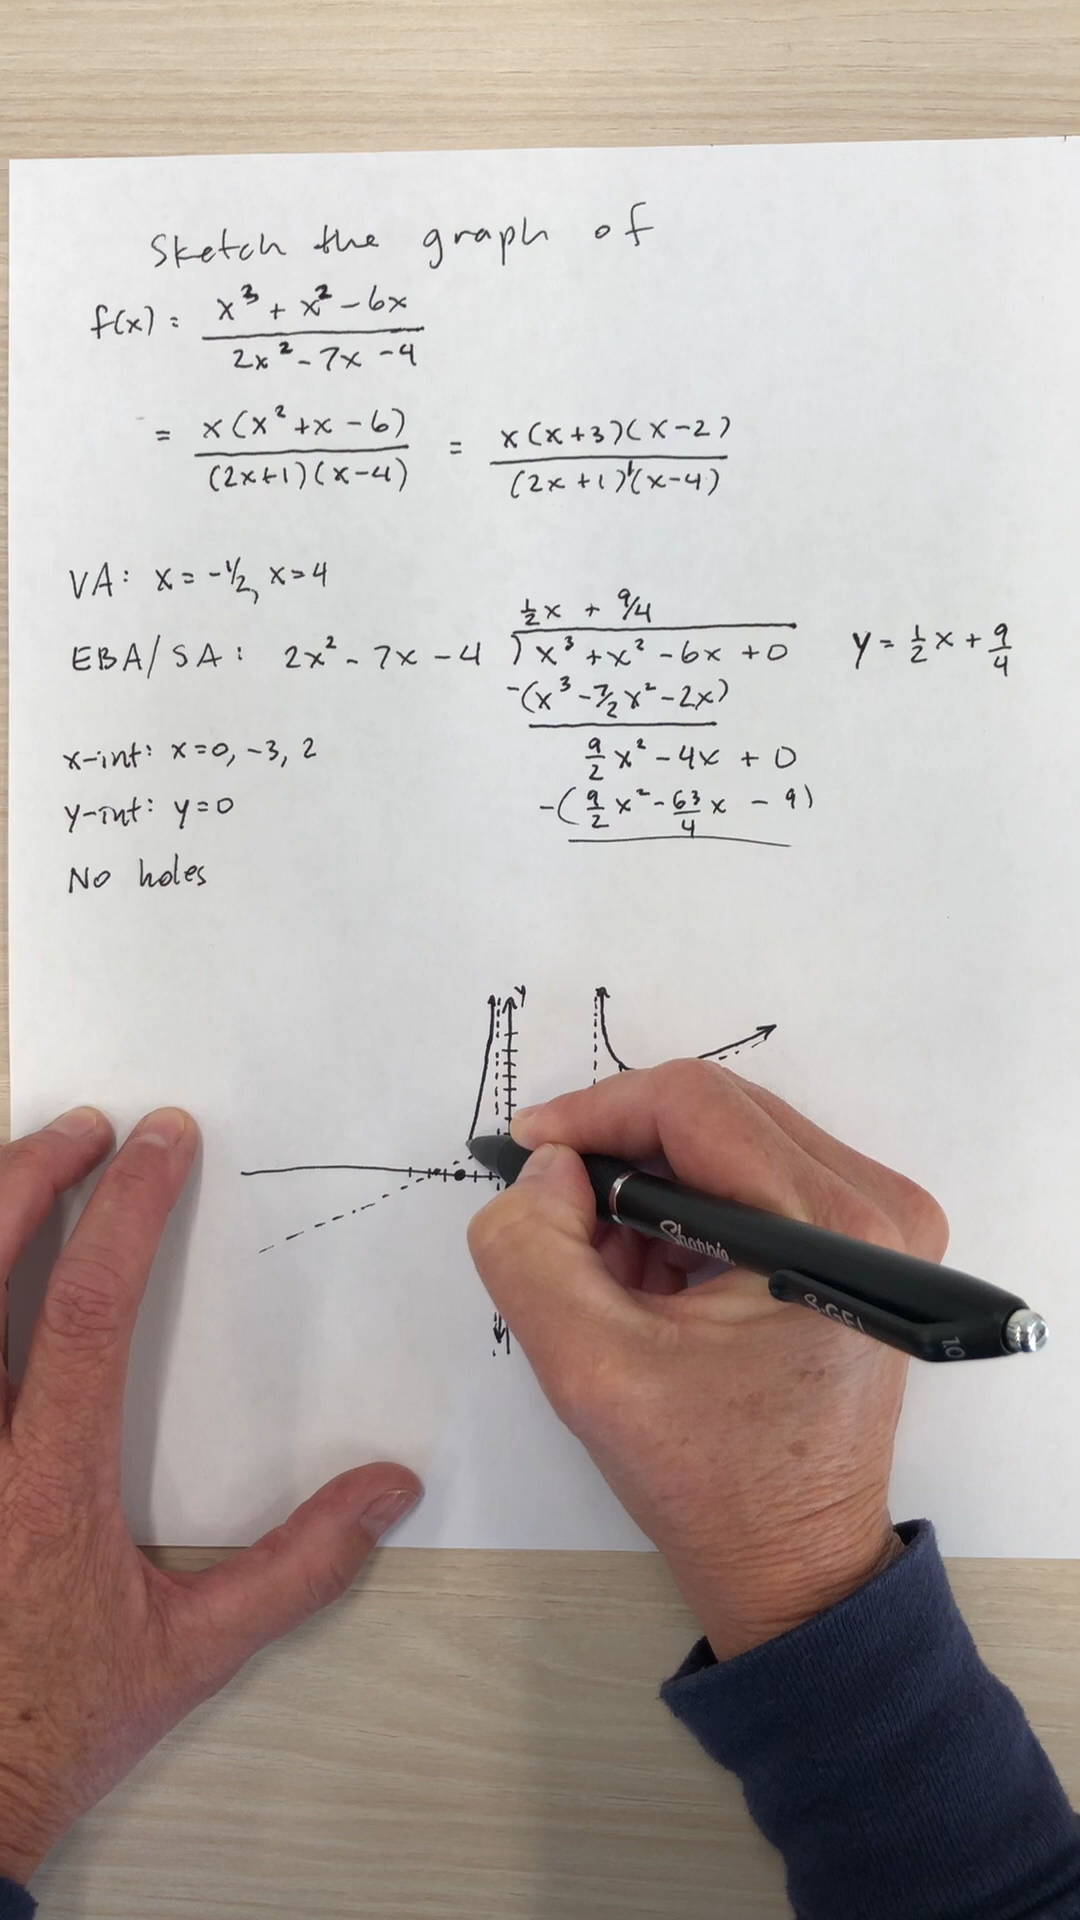 Sketch the graph of
f(x) = x³ + x² - 6x / 2x² - 7x - 4
= x(x² + x - 6) / (2x+1)(x-4) = x(x+3)(x-2) / (2x+1)(x-4)
VA: x = -1/2, x=4
1/2x + 9/4
EBA/SA: 2x² - 7x - 4 ) x³ + x² - 6x + 0 y = 1/2x + 9/4
-(x³ - 7/2x² - 2x)
x-int: x=0, -3, 2
9/2x² - 4x + 0
y-int: y=0
-(9/2x² - 63/4x - 9)
No holes
y
Sharpie.
S-GEL
1.0